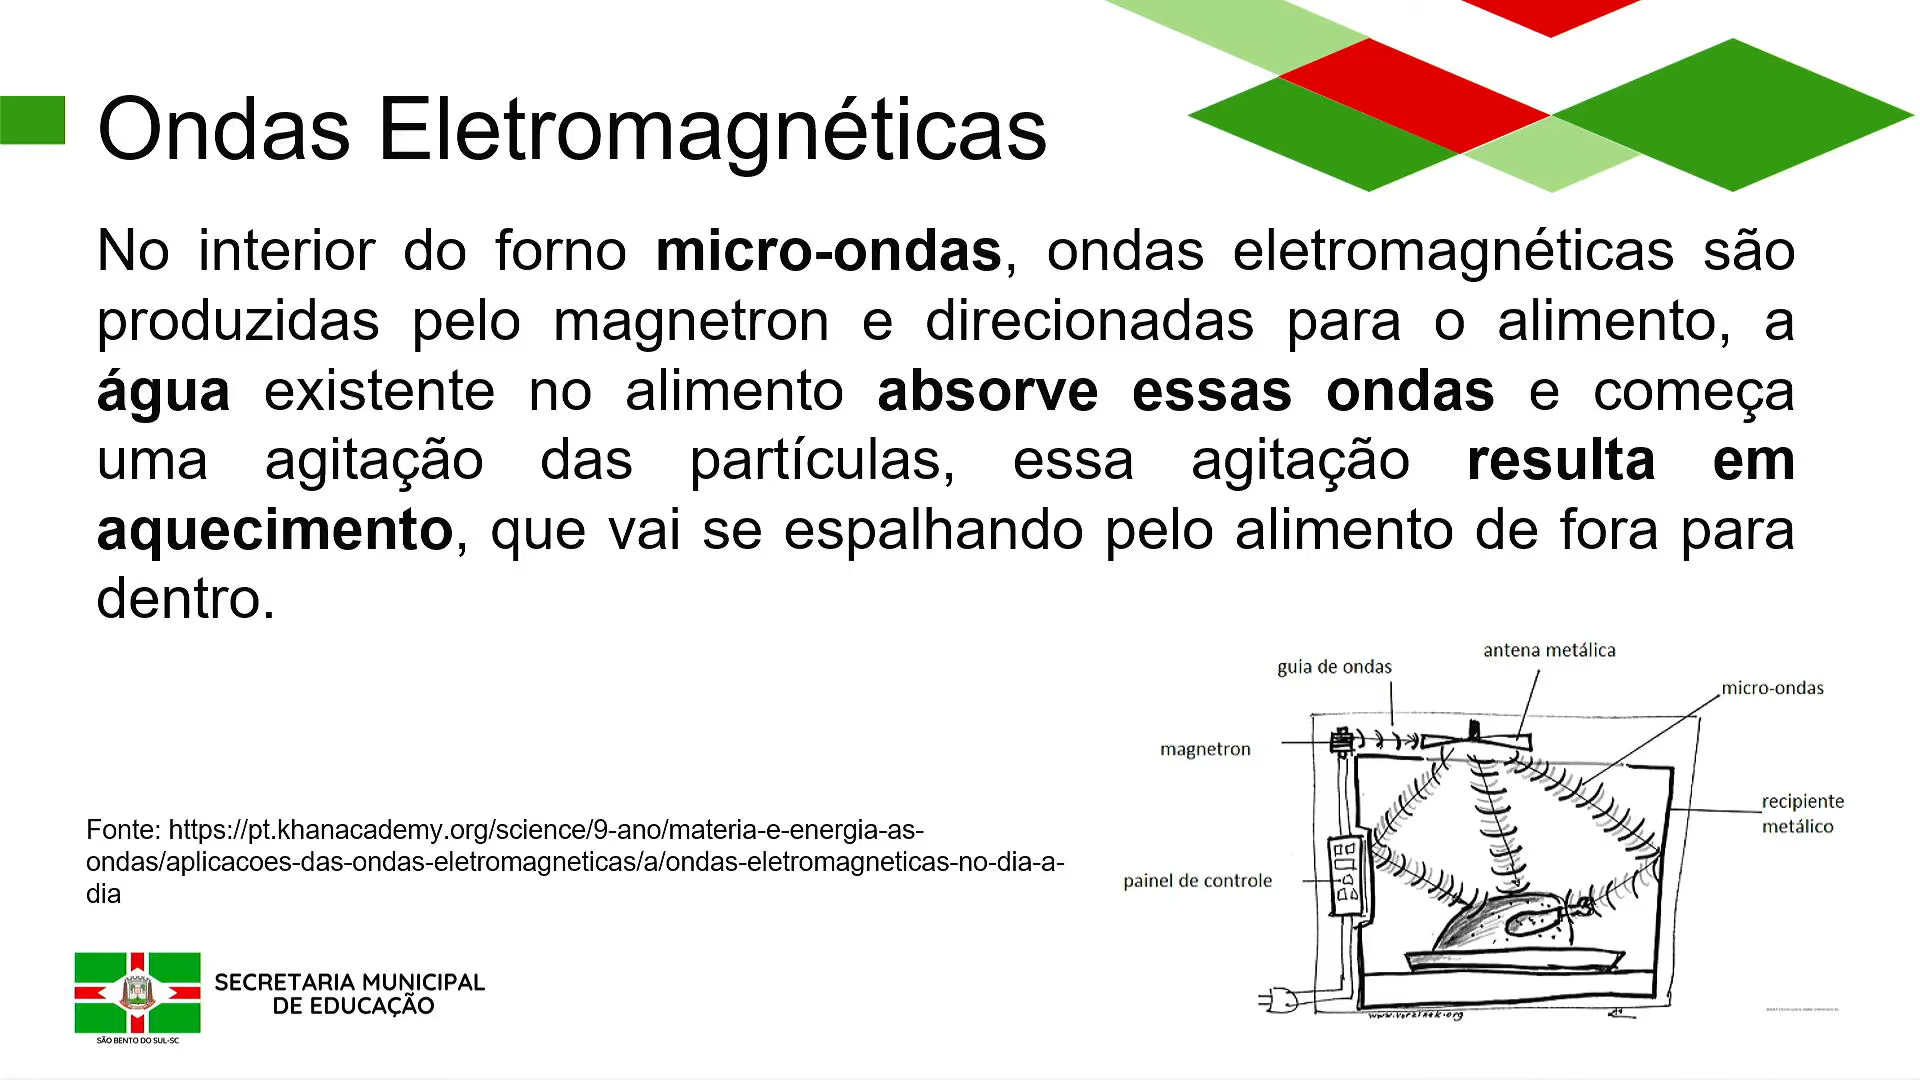 Ondas Eletromagnéticas
No interior do forno micro-ondas, ondas eletromagnéticas são
produzidas pelo magnetron e direcionadas para o alimento, a
água existente no alimento absorve essas ondas e começa
uma agitação das partículas, essa agitação resulta em
aquecimento, que vai se espalhando pelo alimento de fora para
dentro.
antena metálica
guia de ondas
micro-ondas
magnetron
recipiente
metálico
painel de controle
www.vorzinek.org
Fonte: https://pt.khanacademy.org/science/9-ano/materia-e-energia-as-
ondas/aplicacoes-das-ondas-eletromagneticas/a/ondas-eletromagneticas-no-dia-a-
dia
SECRETARIA MUNICIPAL
DE EDUCAÇÃO
SÃO BENTO DO SUL-SC